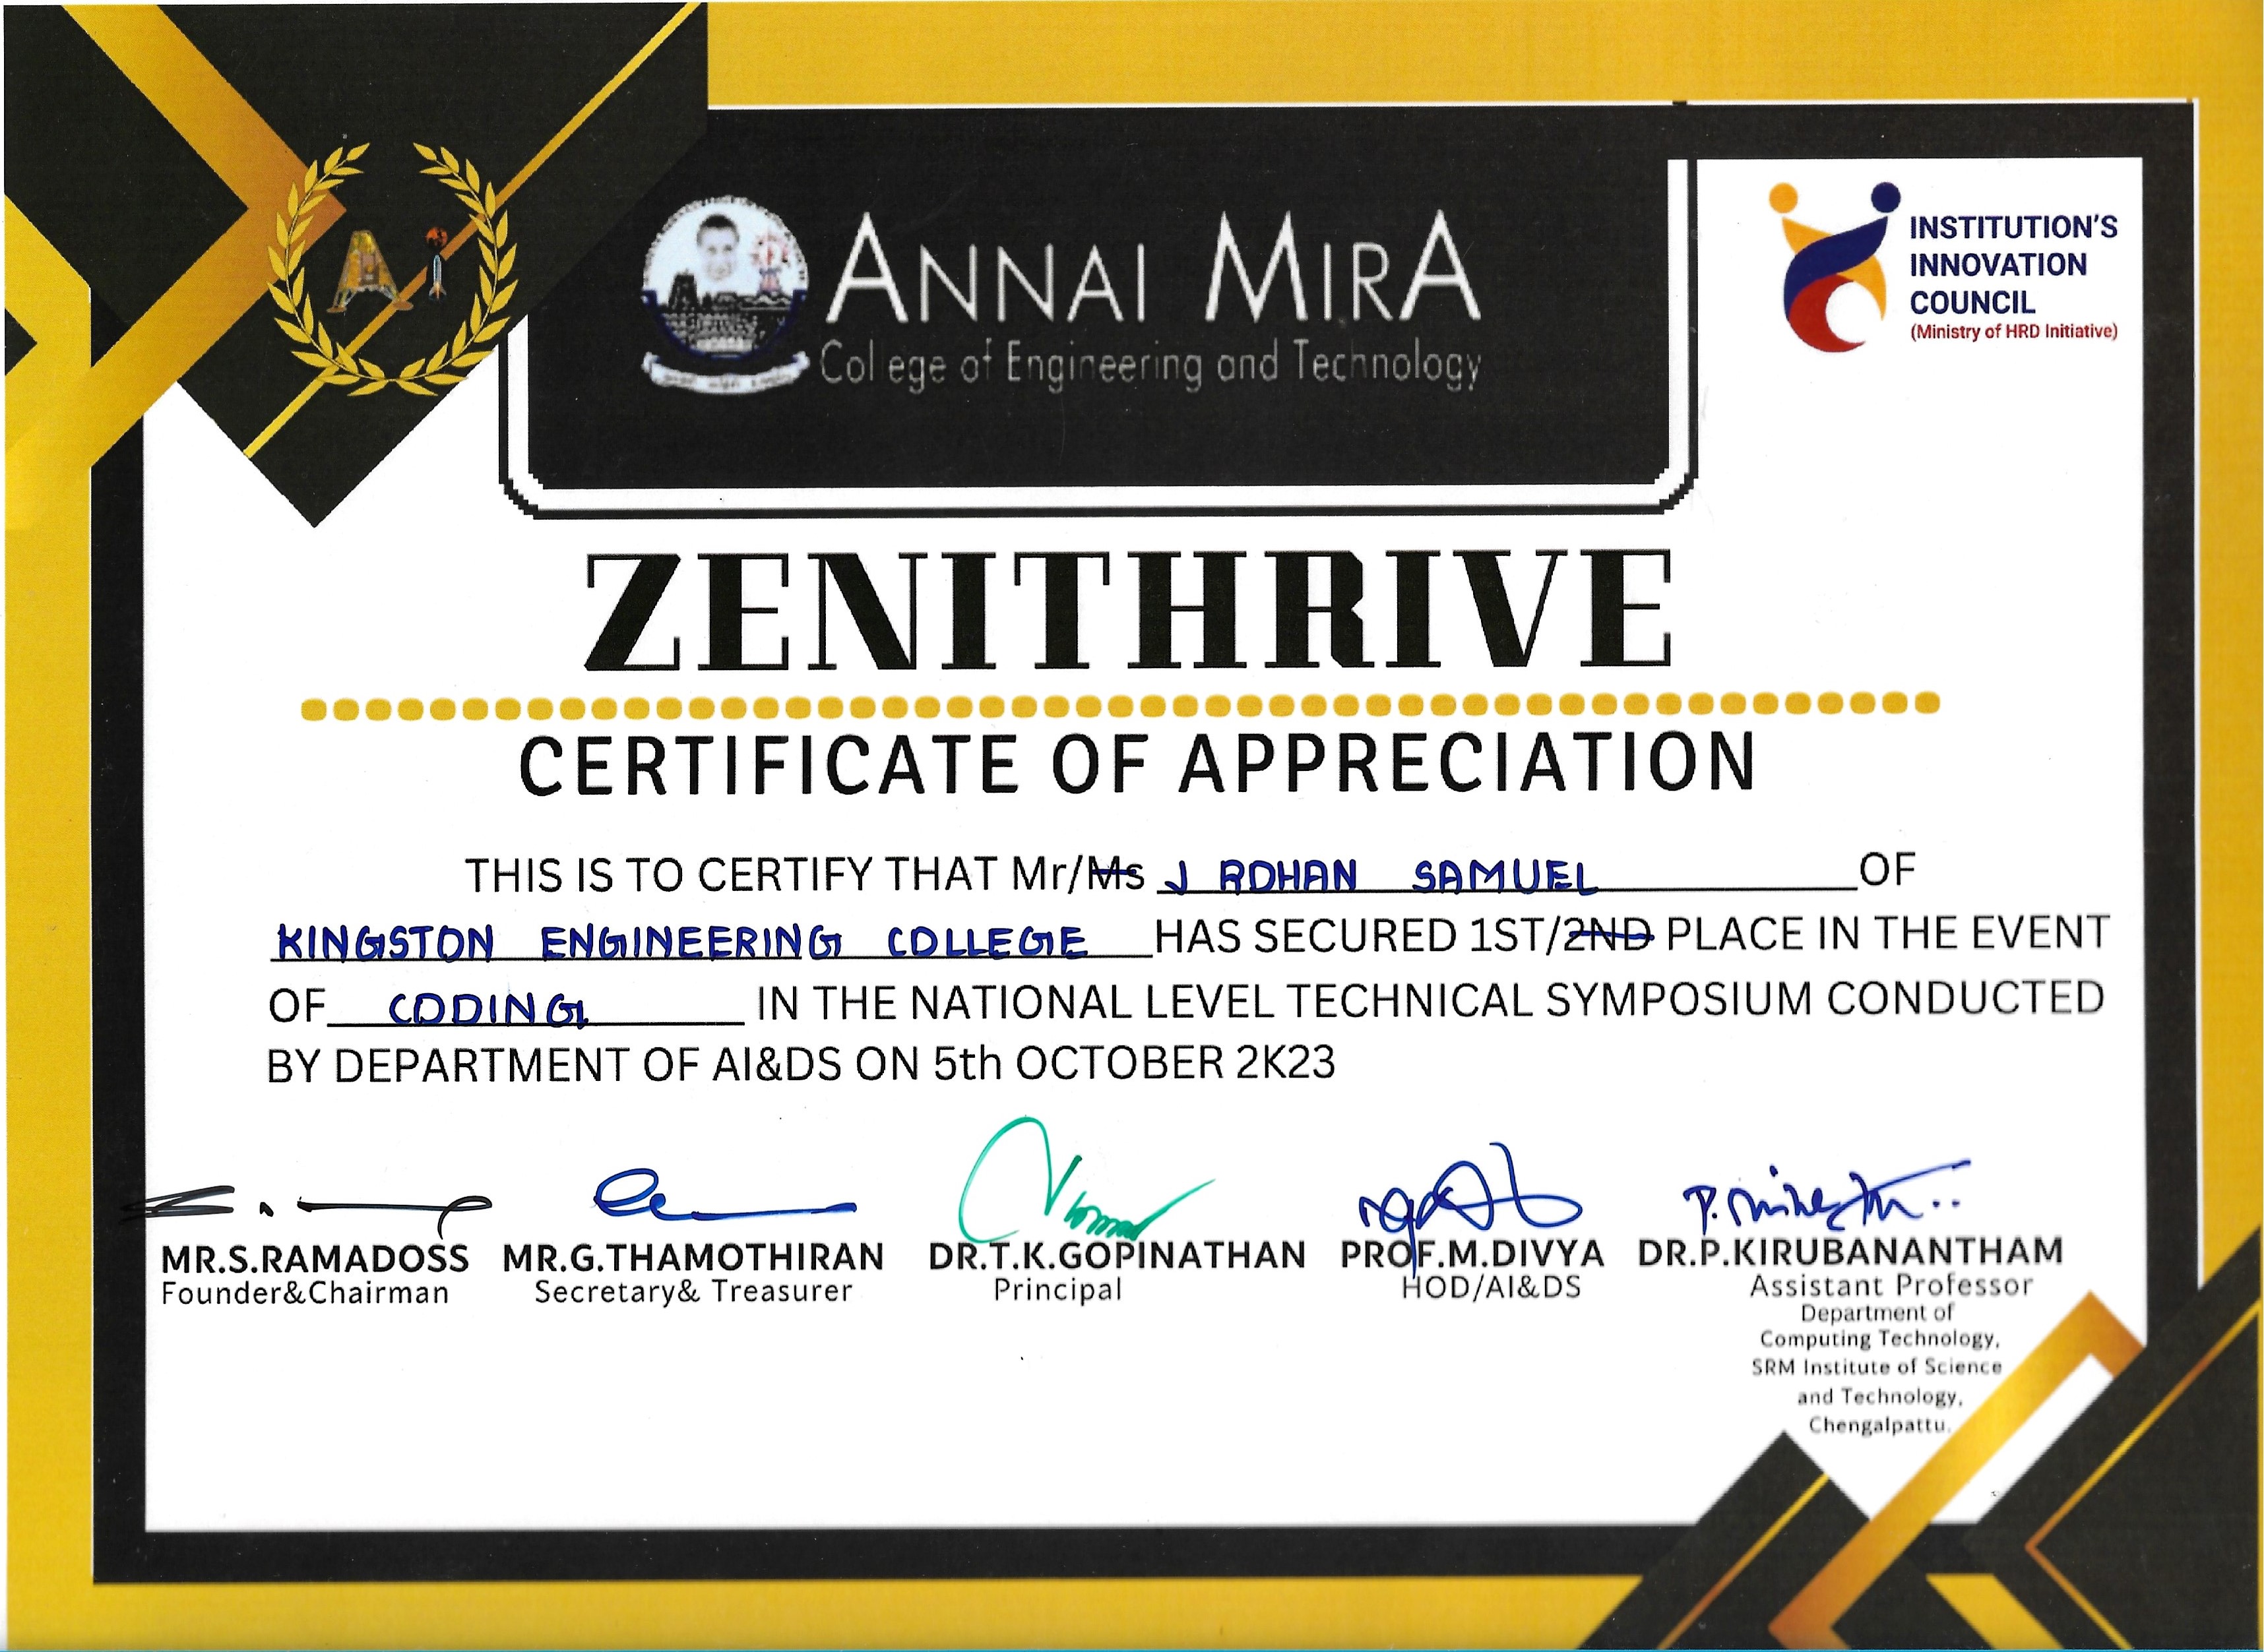 ANNAI MIRA
College of Engineering and Technology
INSTITUTION'S
INNOVATION
COUNCIL
(Ministry of HRD Initiative)
ZENITHRIVE
CERTIFICATE OF APPRECIATION
THIS IS TO CERTIFY THAT Mr/Ms J ROHAN SAMUEL OF
KINGSTON ENGINEERING COLLEGE HAS SECURED 1ST/2ND PLACE IN THE EVENT
OF CODING IN THE NATIONAL LEVEL TECHNICAL SYMPOSIUM CONDUCTED
BY DEPARTMENT OF AI&DS ON 5th OCTOBER 2K23
MR.S.RAMADOSS MR.G.THAMOTHIRAN DR.T.K.GOPINATHAN PROF.M.DIVYA DR.P.KIRUBANANTHAM
Founder&Chairman Secretary& Treasurer Principal HOD/AI&DS Assistant Professor
Department of
Computing Technology,
SRM Institute of Science
and Technology,
Chengalpattu.